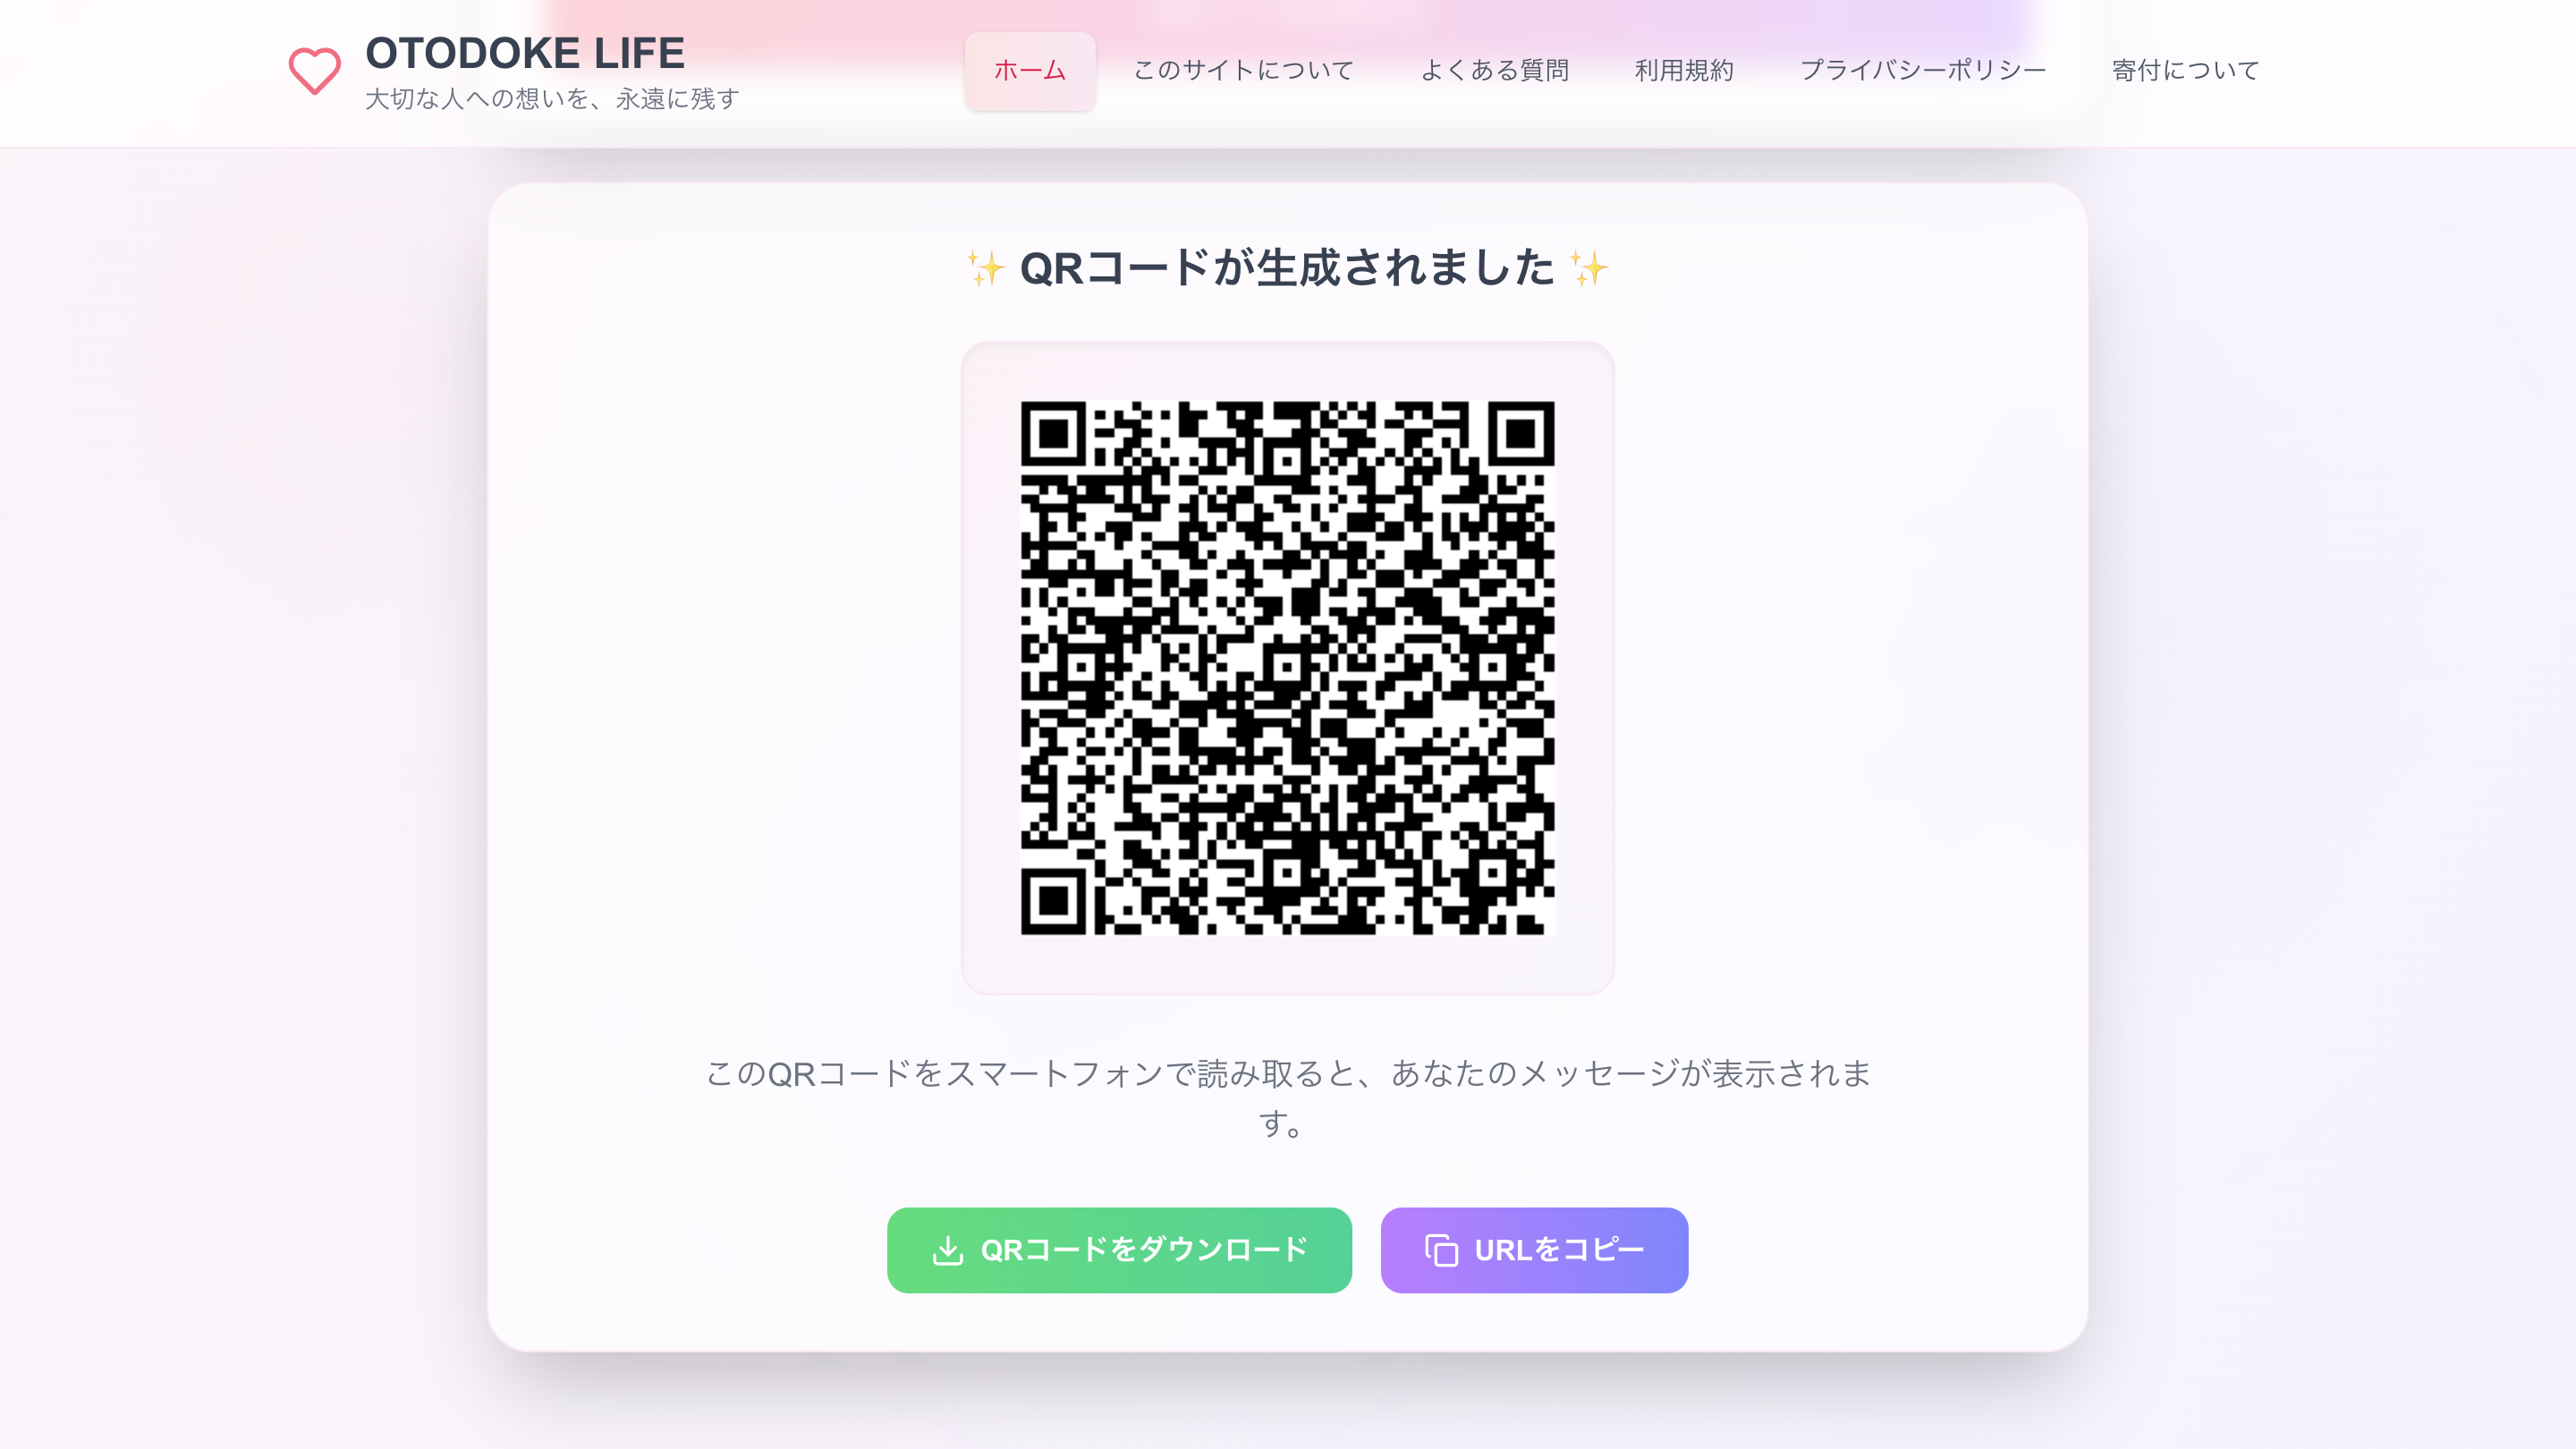 OTODOKE LIFE
大切な人への想いを、永遠に残す
ホーム
このサイトについて
よくある質問
利用規約
プライバシーポリシー
寄付について
✨ QRコードが生成されました ✨
このQRコードをスマートフォンで読み取ると、あなたのメッセージが表示されま
す。
QRコードをダウンロード
URLをコピー